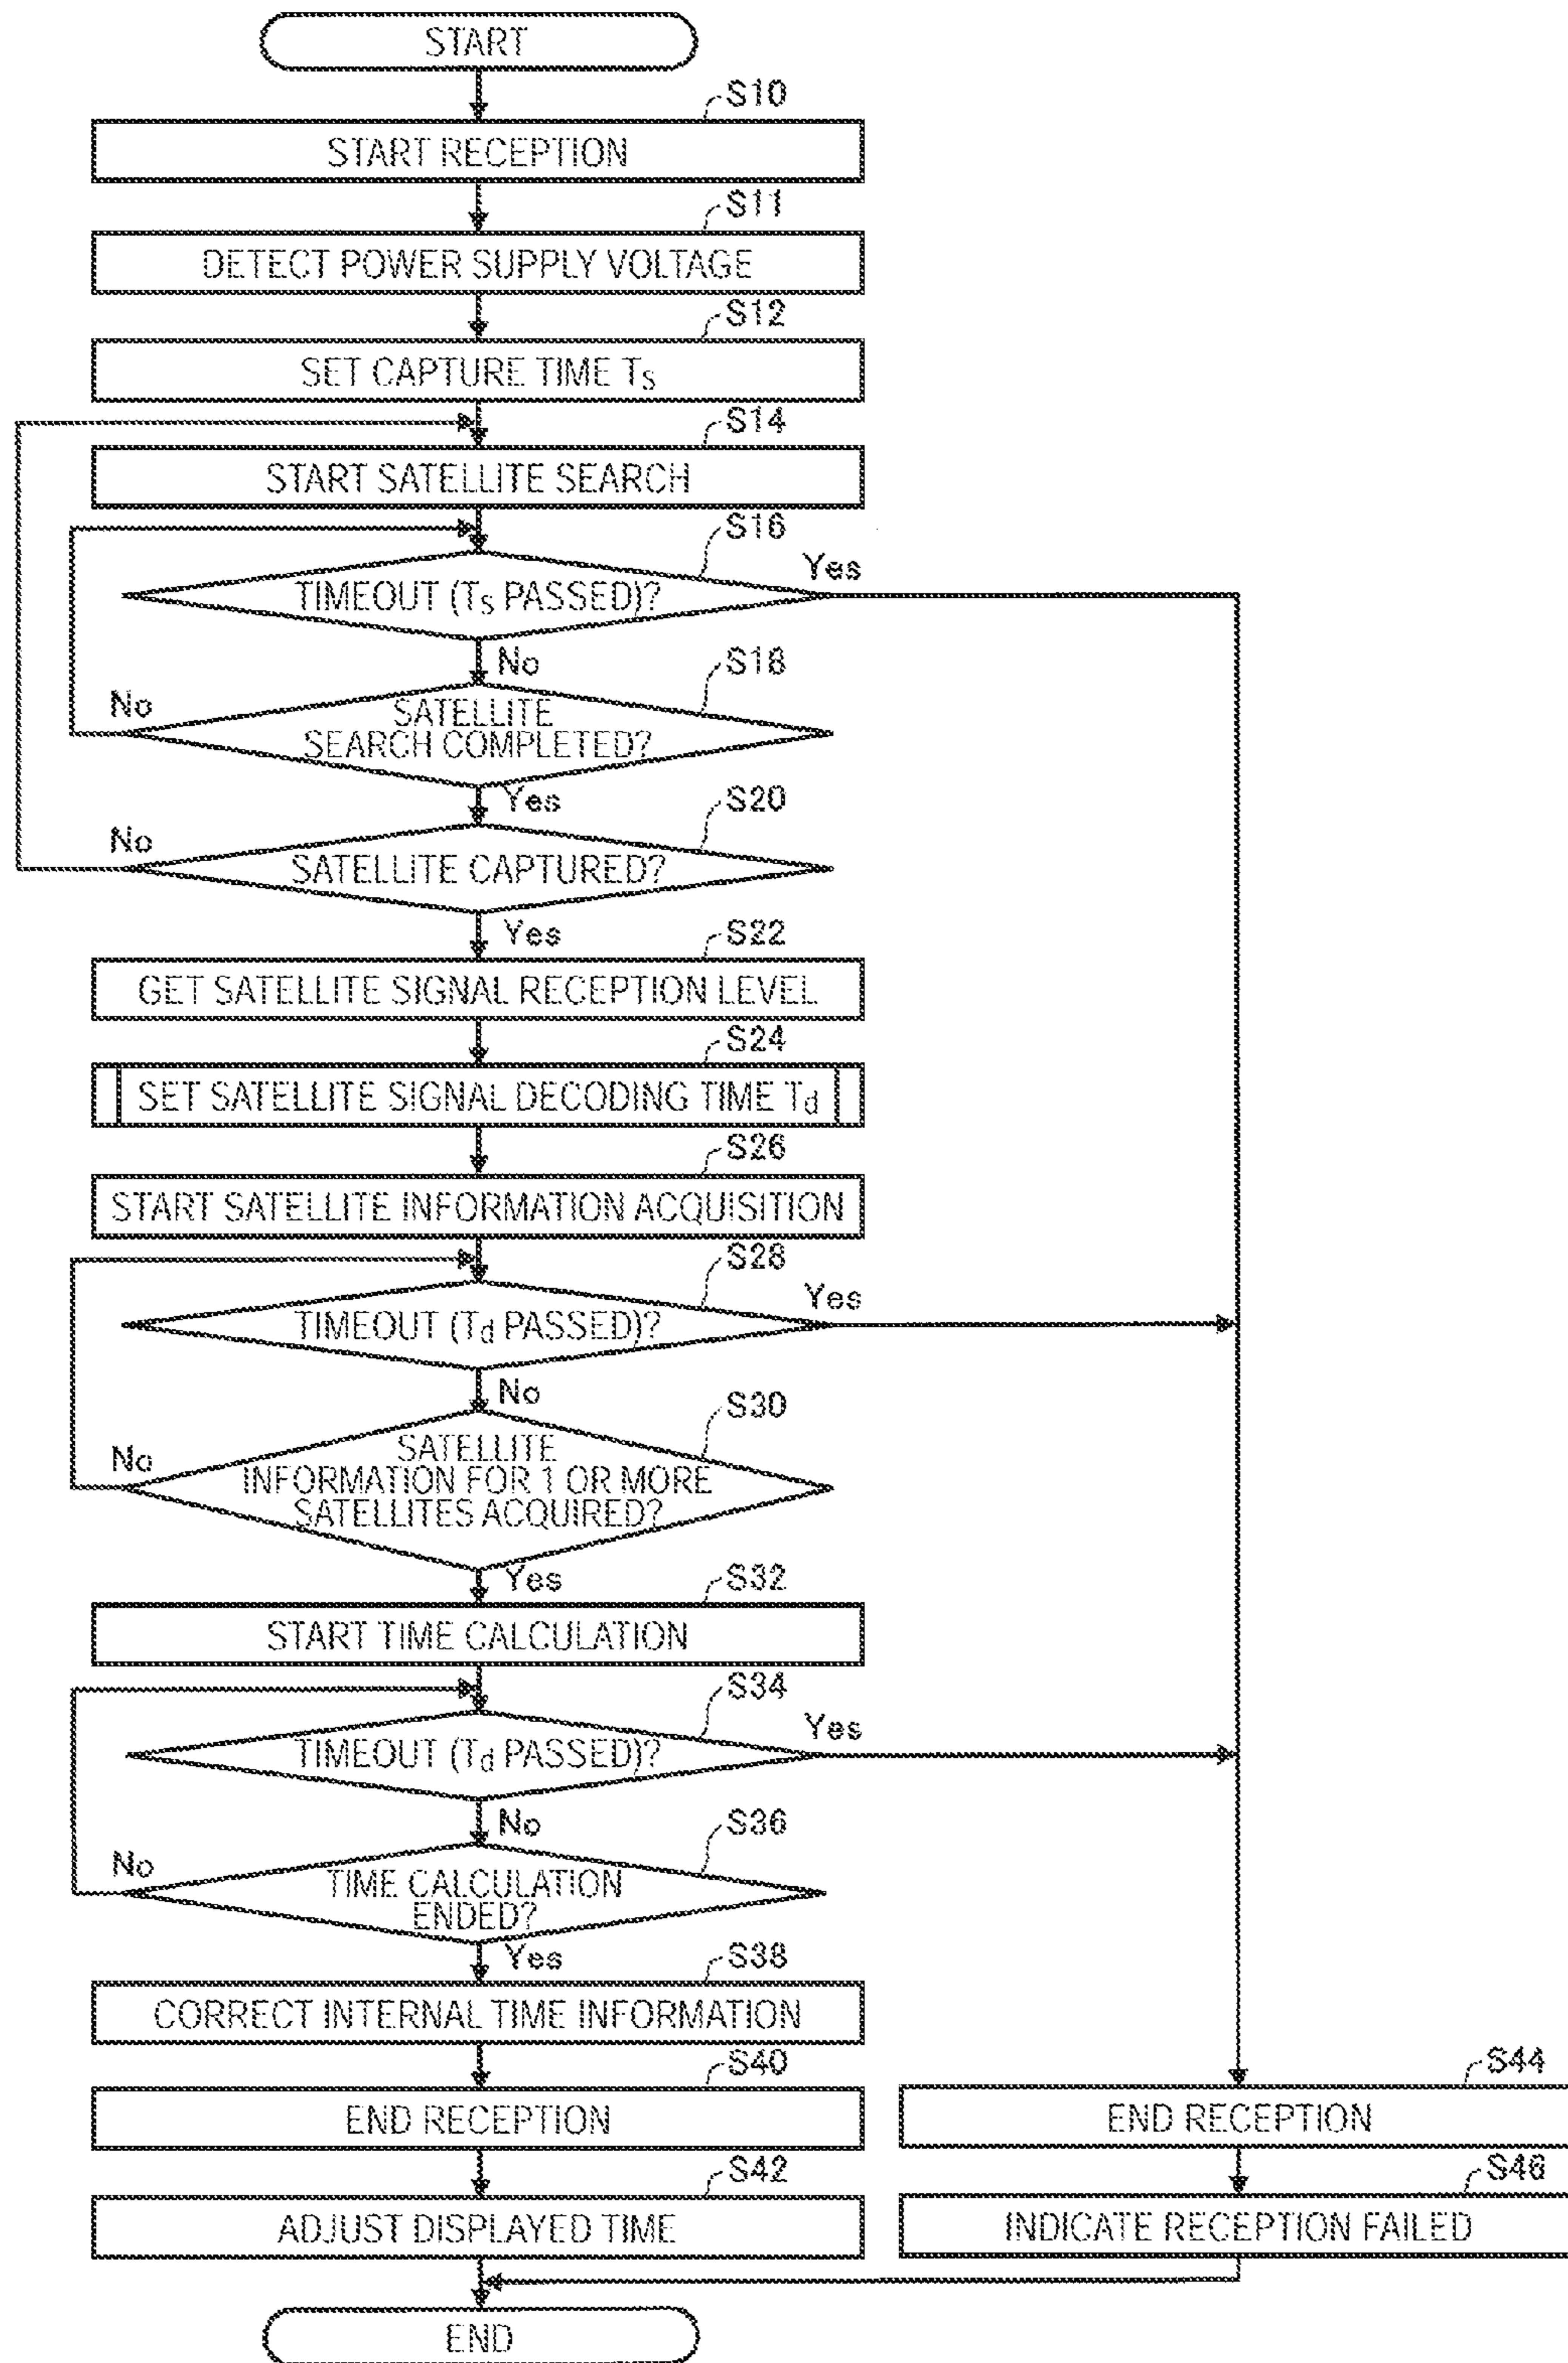 START
S10
START RECEPTION
S11
DETECT POWER SUPPLY VOLTAGE
S12
SET CAPTURE TIME Ts
S14
START SATELLITE SEARCH
S16
TIMEOUT (Ts PASSED)?
Yes
No
S18
SATELLITE
SEARCH COMPLETED?
No
Yes
S20
SATELLITE CAPTURED?
No
Yes
S22
GET SATELLITE SIGNAL RECEPTION LEVEL
S24
SET SATELLITE SIGNAL DECODING TIME Td
S26
START SATELLITE INFORMATION ACQUISITION
S28
TIMEOUT (Td PASSED)?
Yes
No
S30
SATELLITE
INFORMATION FOR 1 OR MORE
SATELLITES ACQUIRED?
No
Yes
S32
START TIME CALCULATION
S34
TIMEOUT (Td PASSED)?
Yes
No
S36
TIME CALCULATION
ENDED?
No
Yes
S38
CORRECT INTERNAL TIME INFORMATION
S40
END RECEPTION
S42
ADJUST DISPLAYED TIME
S44
END RECEPTION
S46
INDICATE RECEPTION FAILED
END